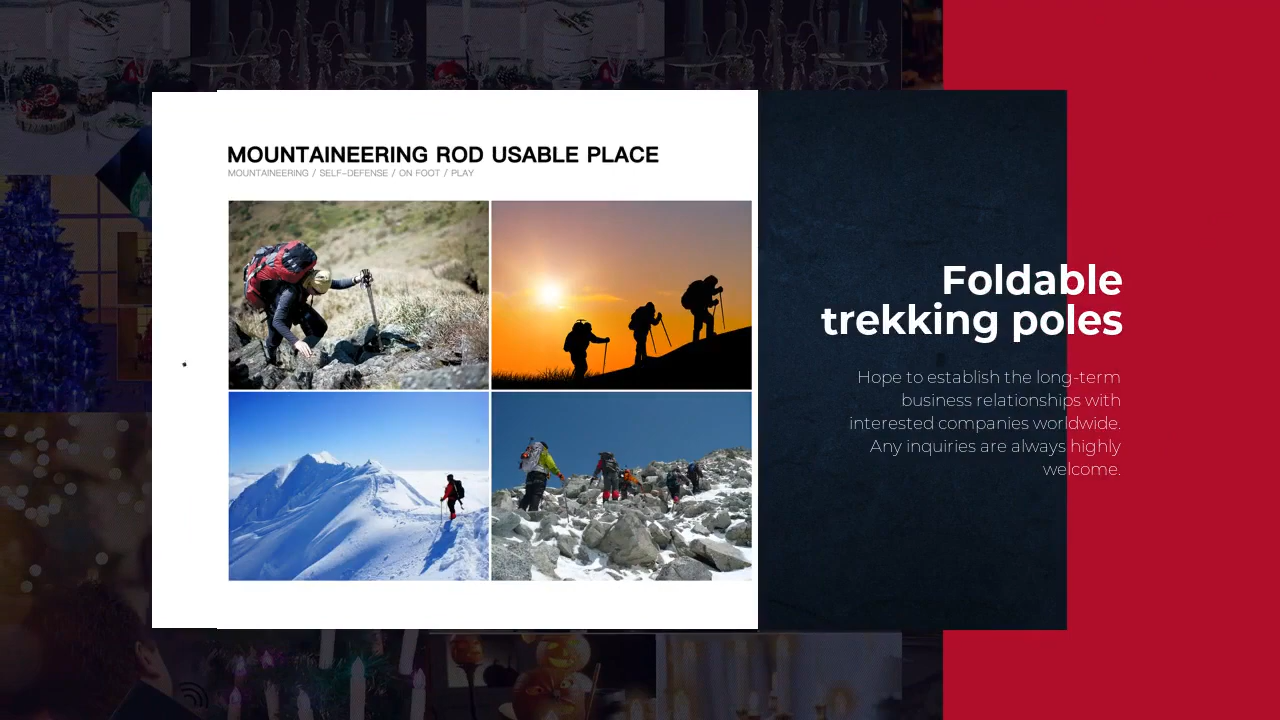 MOUNTAINEERING ROD USABLE PLACE
MOUNTAINEERING / SELF-DEFENSE / ON FOOT / PLAY
Foldable
trekking poles
Hope to establish the long-term
business relationships with
interested companies worldwide.
Any inquiries are always highly
welcome.